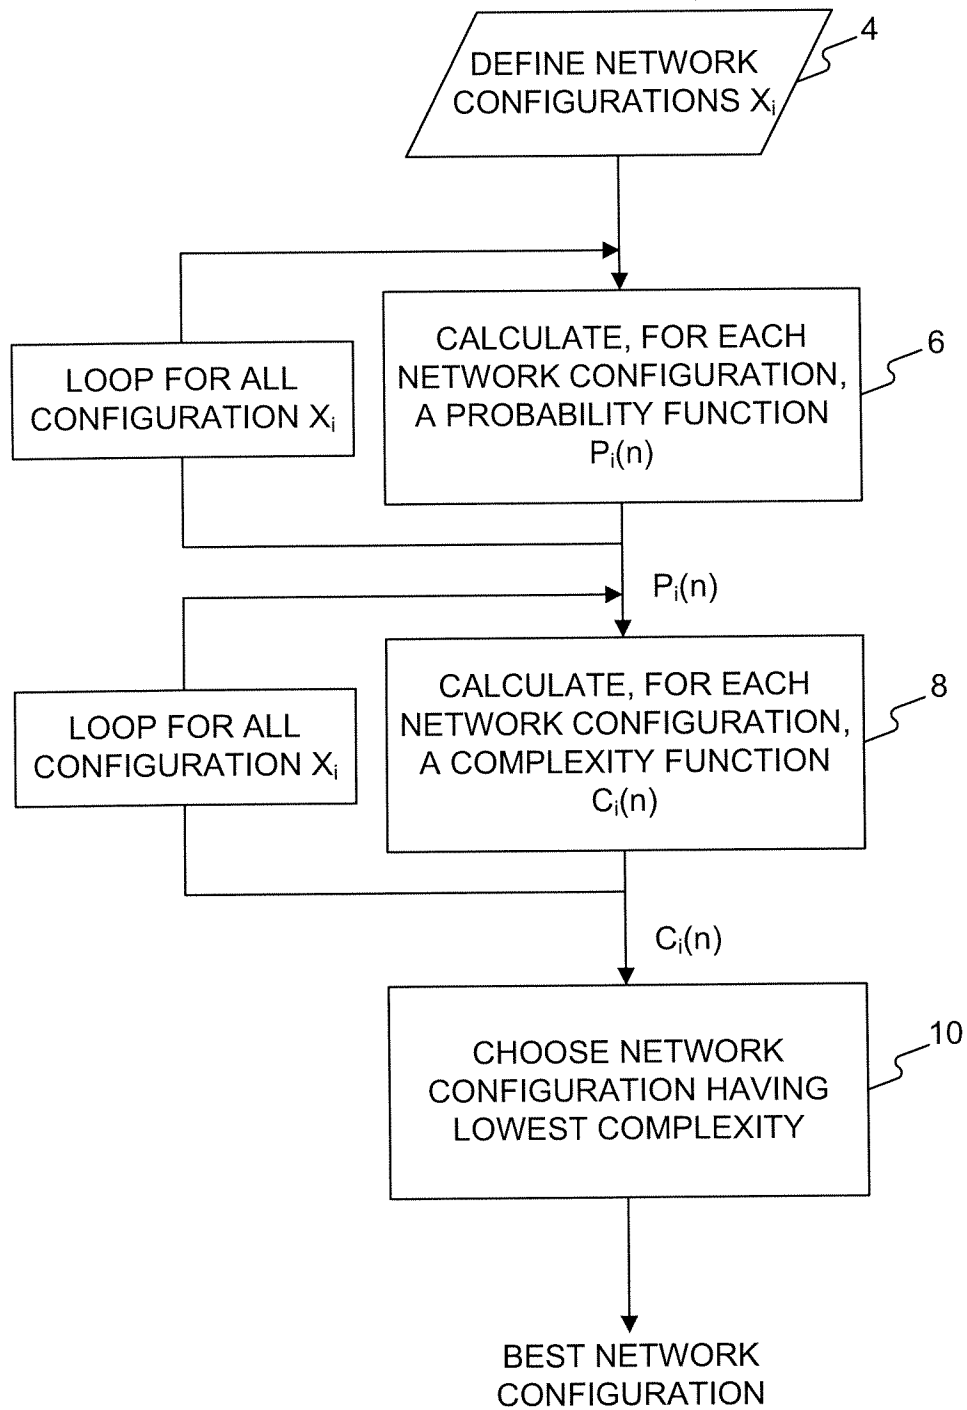 DEFINE NETWORK
CONFIGURATIONS Xi
4
CALCULATE, FOR EACH
NETWORK CONFIGURATION,
A PROBABILITY FUNCTION
Pi(n)
6
LOOP FOR ALL
CONFIGURATION Xi
Pi(n)
CALCULATE, FOR EACH
NETWORK CONFIGURATION,
A COMPLEXITY FUNCTION
Ci(n)
8
LOOP FOR ALL
CONFIGURATION Xi
Ci(n)
CHOOSE NETWORK
CONFIGURATION HAVING
LOWEST COMPLEXITY
10
BEST NETWORK
CONFIGURATION